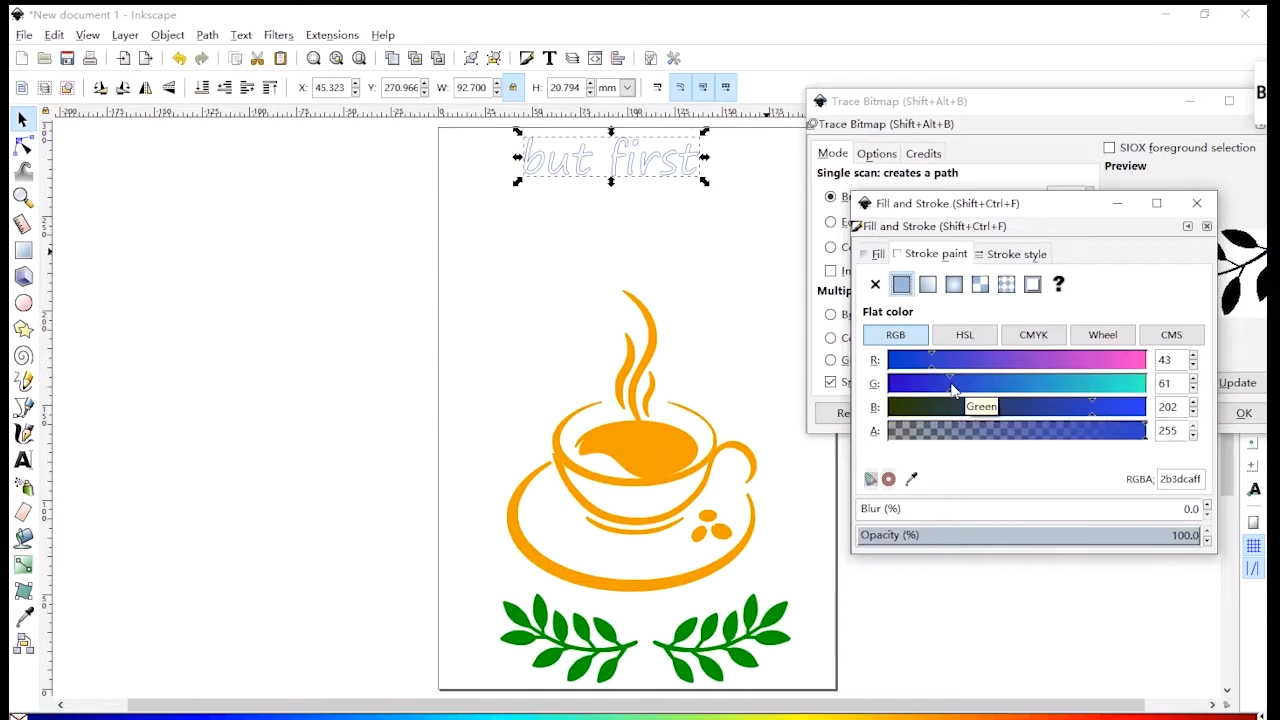 *New document 1 - Inkscape
File Edit View Layer Object Path Text Filters Extensions Help
X: 45.323 Y: 270.966 W: 92.700 H: 20.794 mm
Trace Bitmap (Shift+Alt+B)
Trace Bitmap (Shift+Alt+B)
Mode Options Credits
SIOX foreground selection
Single scan: creates a path
Preview
but first
Fill and Stroke (Shift+Ctrl+F)
Fill and Stroke (Shift+Ctrl+F)
Fill Stroke paint Stroke style
?
Flat color
RGB HSL CMYK Wheel CMS
R: 43
G: 61
Green
B: 202
A: 255
RGBA: 2b3dcaff
Blur (%) 0.0
Opacity (%) 100.0
Update
OK